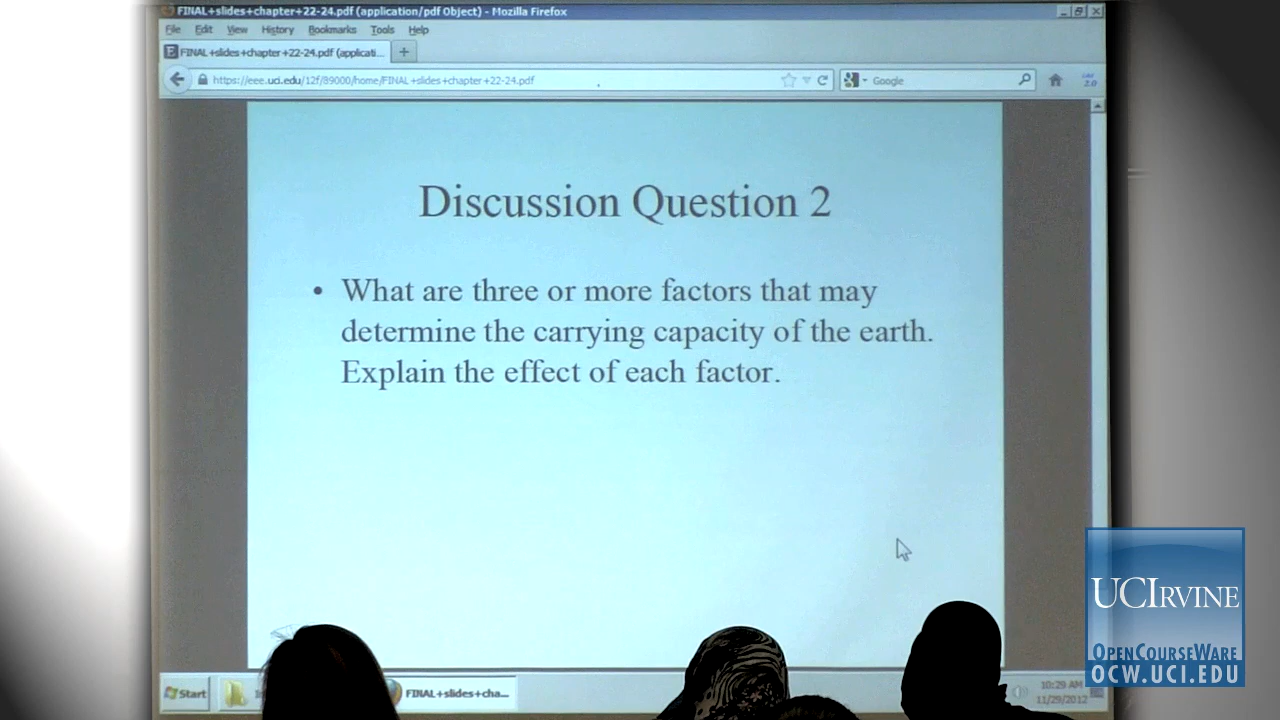 FINAL+slides+chapter+22-24.pdf (application/pdf Object) - Mozilla Firefox
File Edit View History Bookmarks Tools Help
FINAL+slides+chapter+22-24.pdf (applicati... +
https://eee.uci.edu/12f/89000/home/FINAL+slides+chapter+22-24.pdf
Google
Discussion Question 2
• What are three or more factors that may
determine the carrying capacity of the earth.
Explain the effect of each factor.
UCIRVINE
OPENCOURSEWARE
OCW.UCI.EDU
Start
FINAL+slides+cha...
10:29 AM
11/29/2012